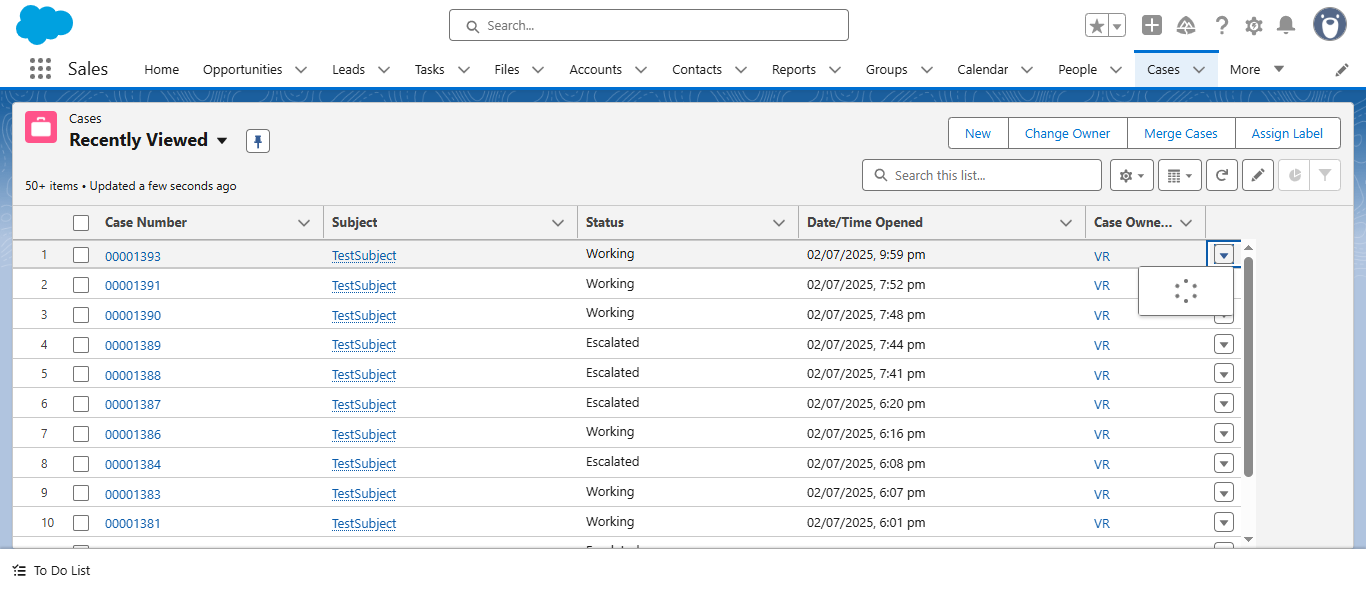 Search...
Sales Home Opportunities Leads Tasks Files Accounts Contacts Reports Groups Calendar People Cases More
Cases
Recently Viewed
New Change Owner Merge Cases Assign Label
50+ items • Updated a few seconds ago
Search this list...
Case Number Subject Status Date/Time Opened Case Owne...
1 00001393 TestSubject Working 02/07/2025, 9:59 pm VR
2 00001391 TestSubject Working 02/07/2025, 7:52 pm VR
3 00001390 TestSubject Working 02/07/2025, 7:48 pm VR
4 00001389 TestSubject Escalated 02/07/2025, 7:44 pm VR
5 00001388 TestSubject Escalated 02/07/2025, 7:41 pm VR
6 00001387 TestSubject Escalated 02/07/2025, 6:20 pm VR
7 00001386 TestSubject Working 02/07/2025, 6:16 pm VR
8 00001384 TestSubject Escalated 02/07/2025, 6:08 pm VR
9 00001383 TestSubject Working 02/07/2025, 6:07 pm VR
10 00001381 TestSubject Working 02/07/2025, 6:01 pm VR
To Do List